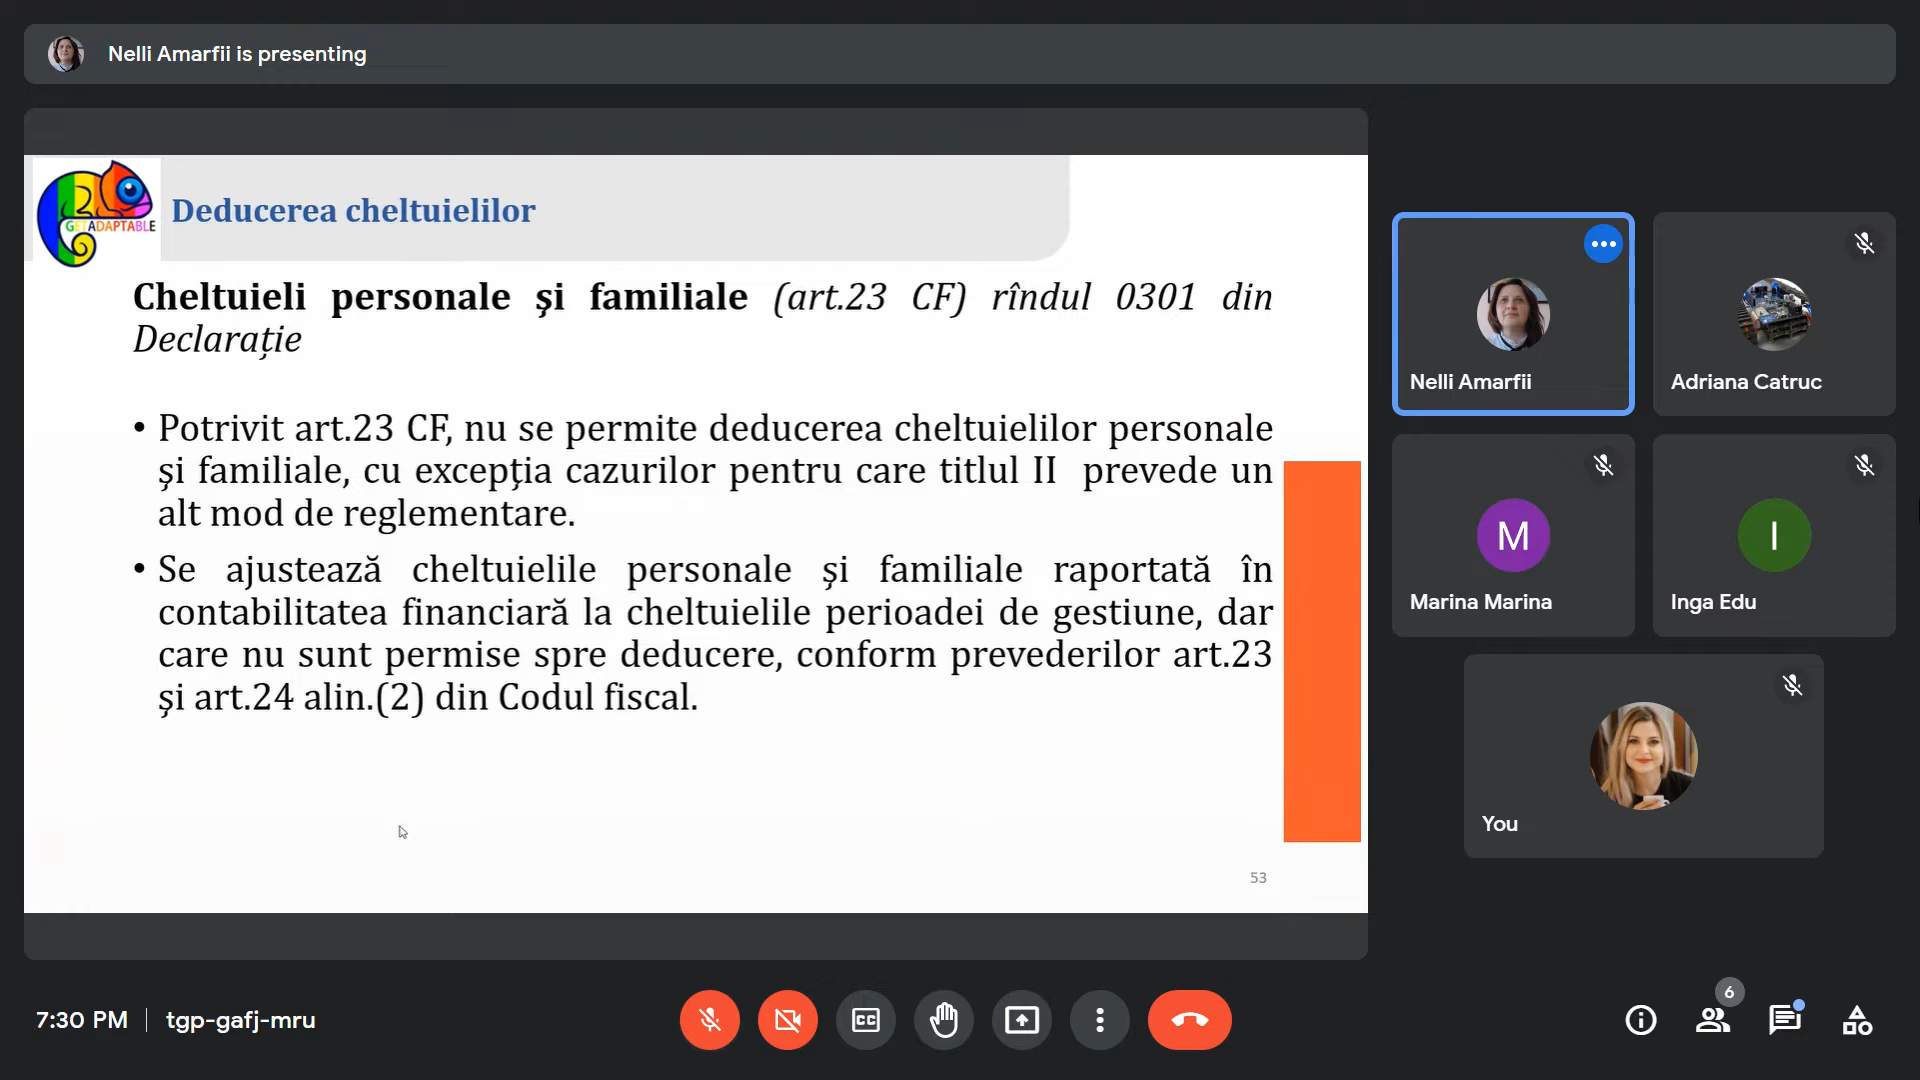 Nelli Amarfii is presenting
GETADAPTABLE
Deducerea cheltuielilor
Cheltuieli personale şi familiale (art.23 CF) rîndul 0301 din
Declarație
• Potrivit art.23 CF, nu se permite deducerea cheltuielilor personale
şi familiale, cu excepţia cazurilor pentru care titlul II prevede un
alt mod de reglementare.
• Se ajustează cheltuielile personale şi familiale raportată în
contabilitatea financiară la cheltuielile perioadei de gestiune, dar
care nu sunt permise spre deducere, conform prevederilor art.23
şi art.24 alin.(2) din Codul fiscal.
53
Nelli Amarfii
Adriana Catruc
M
Marina Marina
I
Inga Edu
You
7:30 PM
tgp-gafj-mru
CC
6